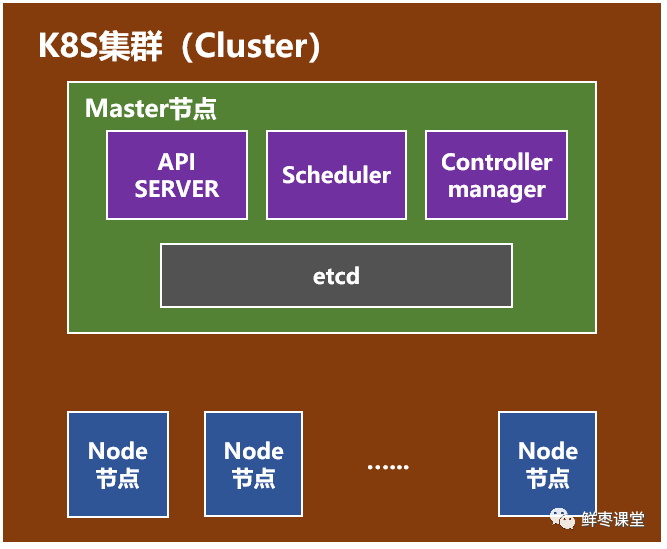 K8S集群（Cluster）
Master节点
API
SERVER
Scheduler
Controller
manager
etcd
Node
节点
Node
节点
......
Node
节点
鲜枣课堂